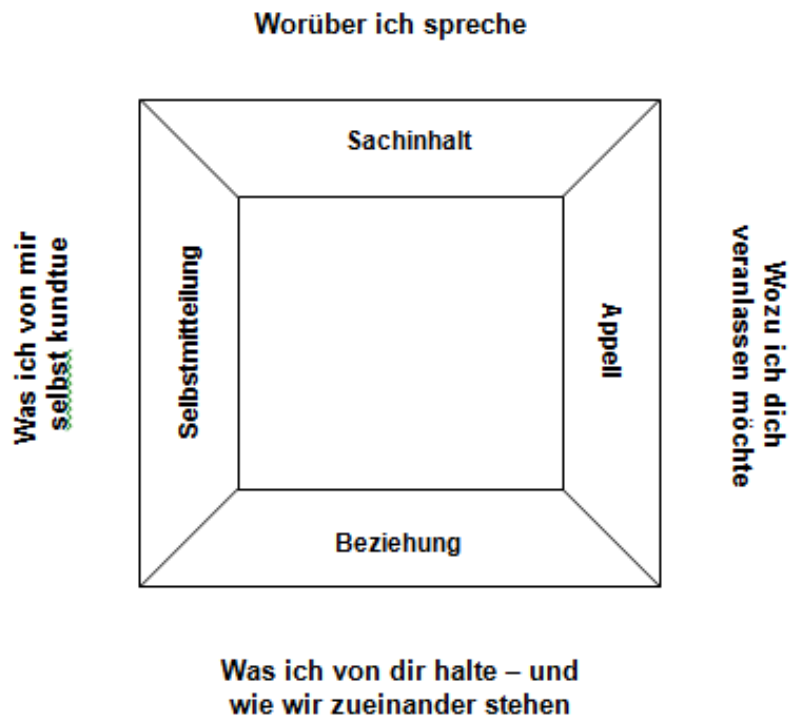 Worüber ich spreche
Sachinhalt
Was ich von mir
selbst kundtue
Selbstmitteilung
Appell
Wozu ich dich
veranlassen möchte
Beziehung
Was ich von dir halte – und
wie wir zueinander stehen